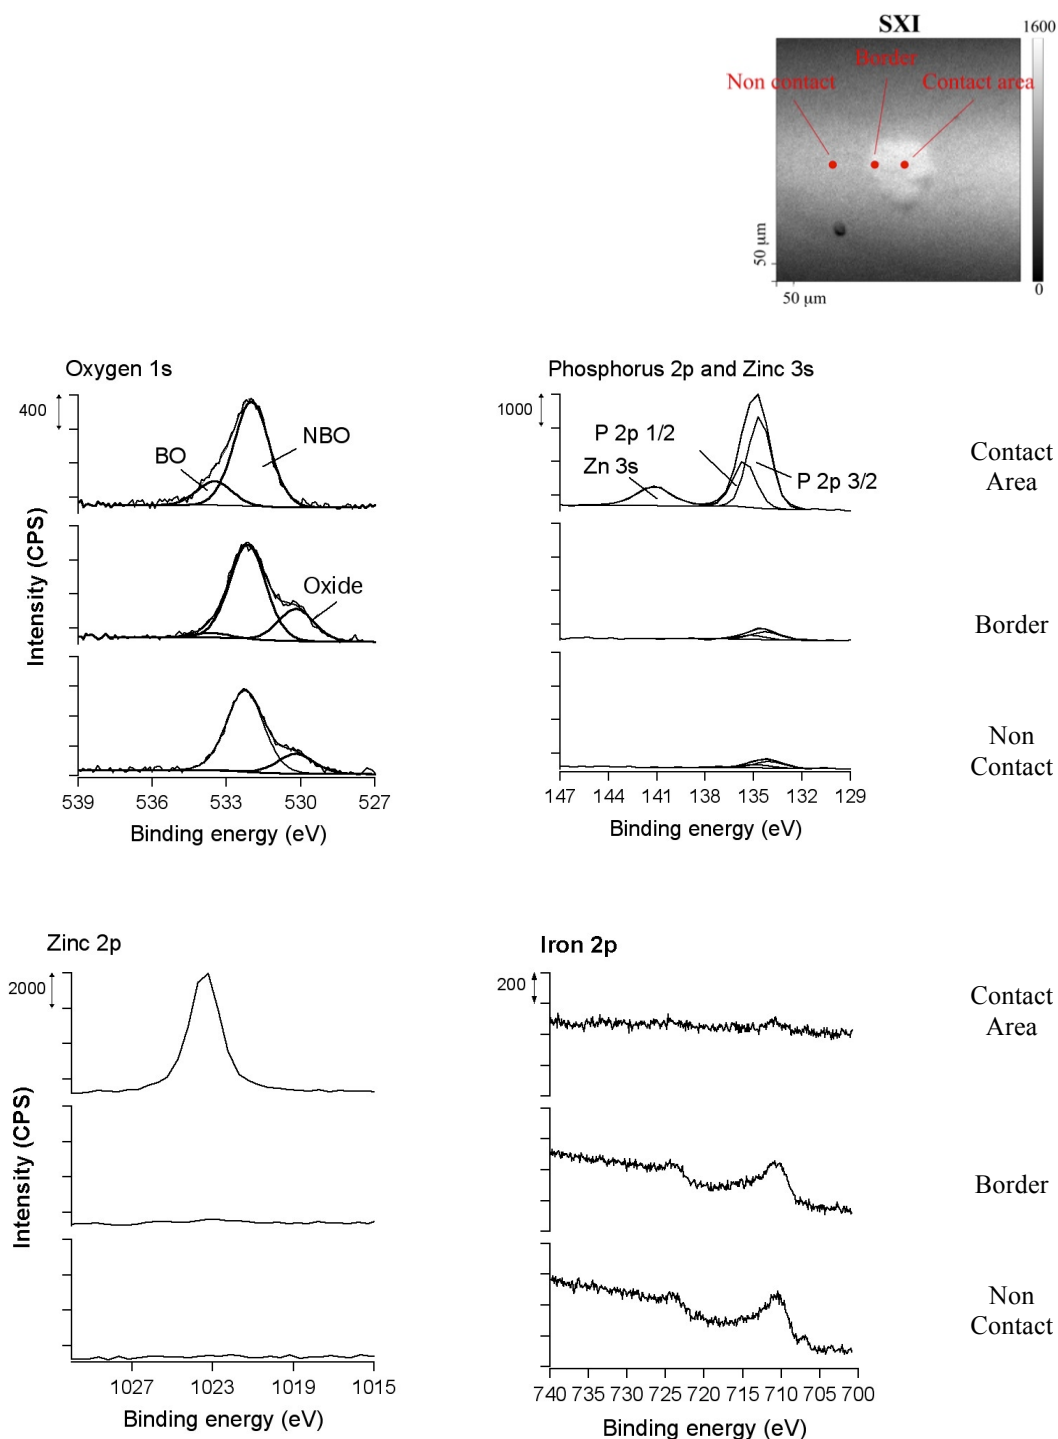 SXI
1600
Border
Non contact
Contact area
50 µm
50 µm
0
Oxygen 1s
400
BO
NBO
Oxide
Intensity (CPS)
539 536 533 530 527
Binding energy (eV)
Phosphorus 2p and Zinc 3s
1000
P 2p 1/2
Zn 3s
P 2p 3/2
147 144 141 138 135 132 129
Binding energy (eV)
Contact
Area
Border
Non
Contact
Zinc 2p
2000
Intensity (CPS)
1027 1023 1019 1015
Binding energy (eV)
Iron 2p
200
740 735 730 725 720 715 710 705 700
Binding energy (eV)
Contact
Area
Border
Non
Contact